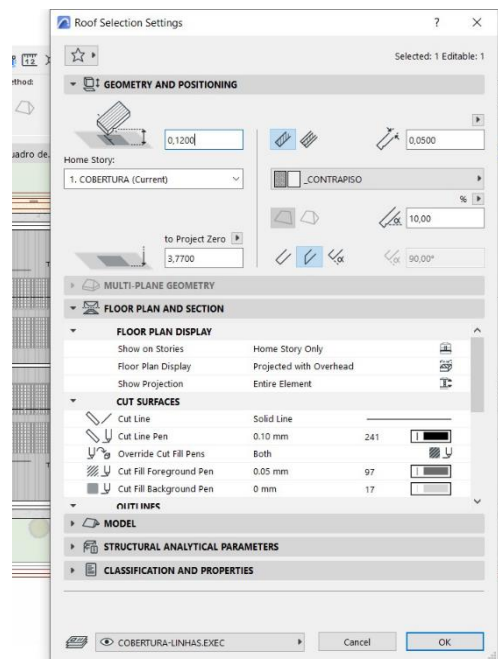 Roof Selection Settings ? ×
Selected: 1 Editable: 1
GEOMETRY AND POSITIONING
thod:
0,1200 0,0500
uadro de.
Home Story:
1. COBERTURA (Current) _CONTRAPISO
%
10,00
to Project Zero
3,7700 90,00°
MULTI-PLANE GEOMETRY
FLOOR PLAN AND SECTION
FLOOR PLAN DISPLAY
Show on Stories Home Story Only
Floor Plan Display Projected with Overhead
Show Projection Entire Element
CUT SURFACES
Cut Line Solid Line
Cut Line Pen 0.10 mm 241
Override Cut Fill Pens Both
Cut Fill Foreground Pen 0.05 mm 97
Cut Fill Background Pen 0 mm 17
OUTLINES
MODEL
STRUCTURAL ANALYTICAL PARAMETERS
CLASSIFICATION AND PROPERTIES
COBERTURA-LINHAS.EXEC Cancel OK